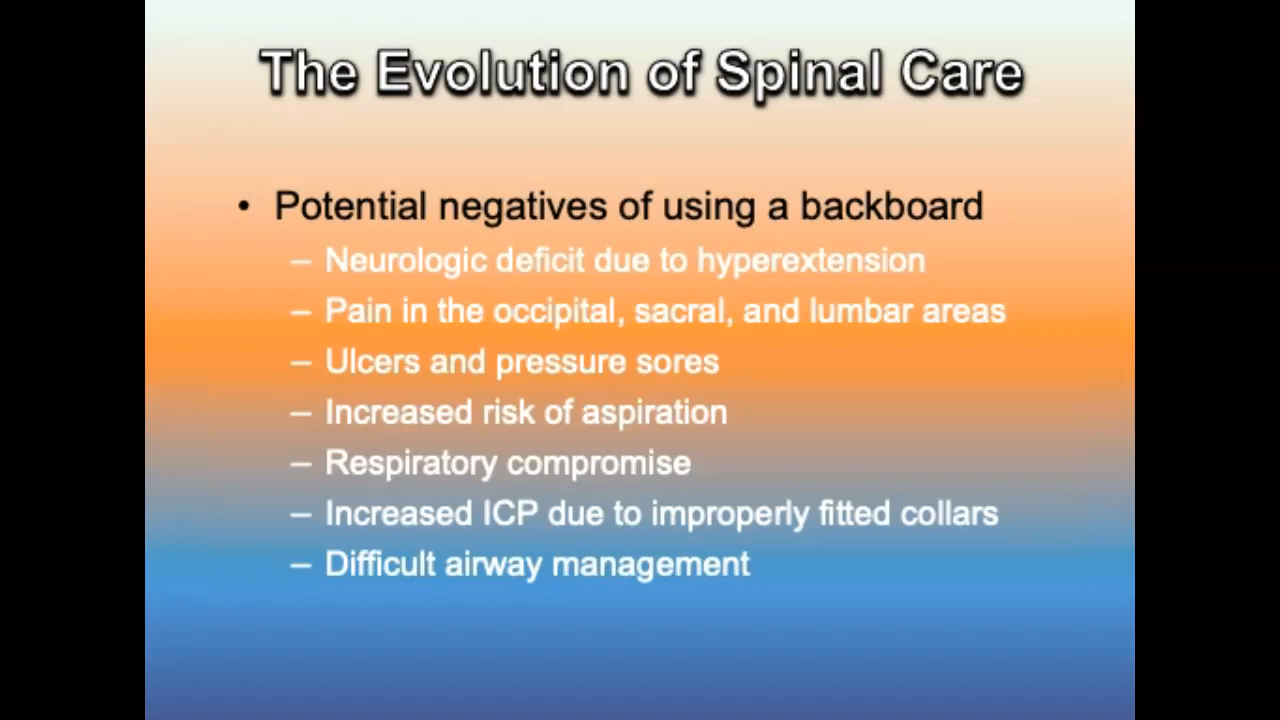 The Evolution of Spinal Care
• Potential negatives of using a backboard
– Neurologic deficit due to hyperextension
– Pain in the occipital, sacral, and lumbar areas
– Ulcers and pressure sores
– Increased risk of aspiration
– Respiratory compromise
– Increased ICP due to improperly fitted collars
– Difficult airway management